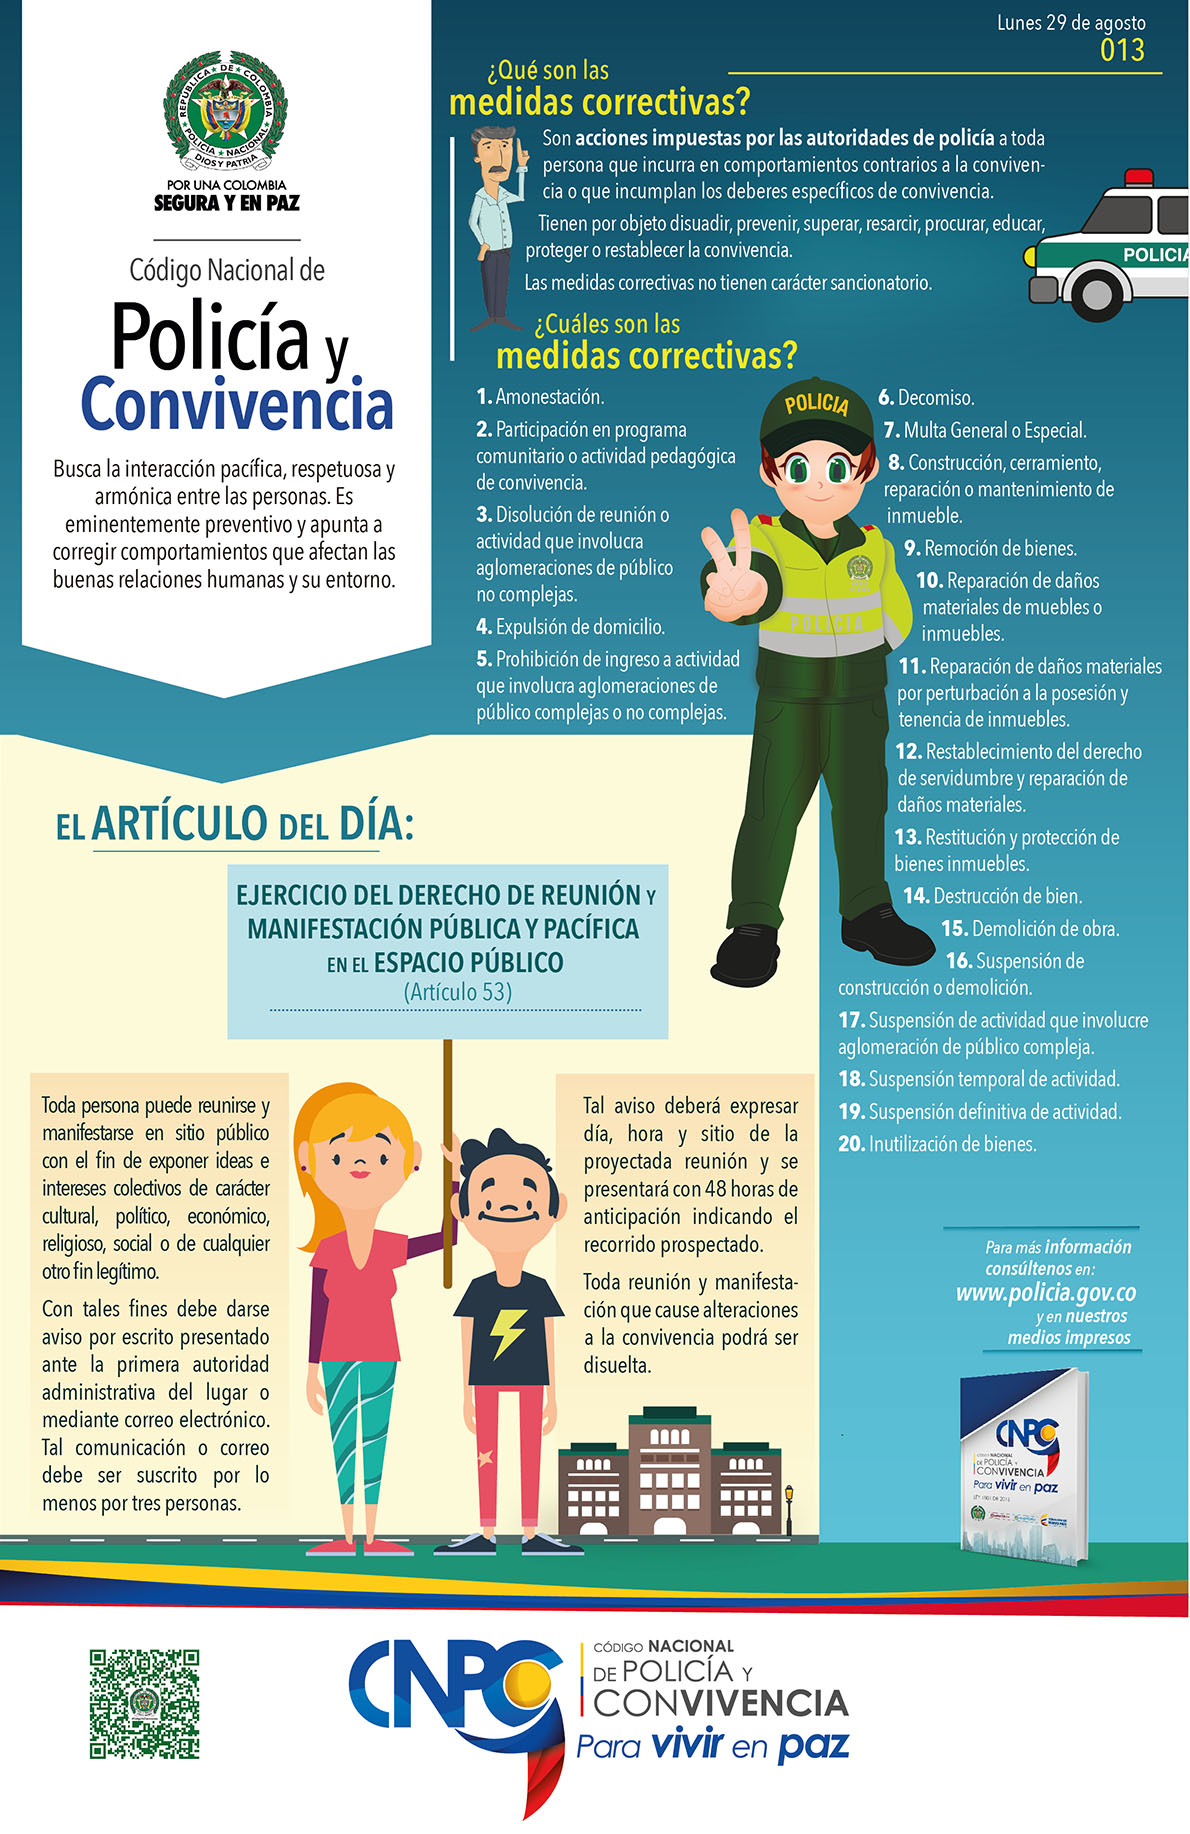 Lunes 29 de agosto
013
REPÚBLICA DE COLOMBIA
POLICÍA NACIONAL
DIOS Y PATRIA
POR UNA COLOMBIA
SEGURA Y EN PAZ
Código Nacional de
Policía y
Convivencia
Busca la interacción pacífica, respetuosa y
armónica entre las personas. Es
eminentemente preventivo y apunta a
corregir comportamientos que afectan las
buenas relaciones humanas y su entorno.
¿Qué son las
medidas correctivas?
Son acciones impuestas por las autoridades de policía a toda
persona que incurra en comportamientos contrarios a la conviven-
cia o que incumplan los deberes específicos de convivencia.
Tienen por objeto disuadir, prevenir, superar, resarcir, procurar, educar,
proteger o restablecer la convivencia.
Las medidas correctivas no tienen carácter sancionatorio.
POLICIA
¿Cuáles son las
medidas correctivas?
1. Amonestación.
2. Participación en programa
comunitario o actividad pedagógica
de convivencia.
3. Disolución de reunión o
actividad que involucra
aglomeraciones de público
no complejas.
4. Expulsión de domicilio.
5. Prohibición de ingreso a actividad
que involucra aglomeraciones de
público complejas o no complejas.
POLICIA
POLICIA
6. Decomiso.
7. Multa General o Especial.
8. Construcción, cerramiento,
reparación o mantenimiento de
inmueble.
9. Remoción de bienes.
10. Reparación de daños
materiales de muebles o
inmuebles.
11. Reparación de daños materiales
por perturbación a la posesión y
tenencia de inmuebles.
12. Restablecimiento del derecho
de servidumbre y reparación de
daños materiales.
13. Restitución y protección de
bienes inmuebles.
14. Destrucción de bien.
15. Demolición de obra.
16. Suspensión de
construcción o demolición.
17. Suspensión de actividad que involucre
aglomeración de público compleja.
18. Suspensión temporal de actividad.
19. Suspensión definitiva de actividad.
20. Inutilización de bienes.
EL ARTÍCULO DEL DÍA:
EJERCICIO DEL DERECHO DE REUNIÓN Y
MANIFESTACIÓN PÚBLICA Y PACÍFICA
EN EL ESPACIO PÚBLICO
(Artículo 53)
Toda persona puede reunirse y
manifestarse en sitio público
con el fin de exponer ideas e
intereses colectivos de carácter
cultural, político, económico,
religioso, social o de cualquier
otro fin legítimo.
Con tales fines debe darse
aviso por escrito presentado
ante la primera autoridad
administrativa del lugar o
mediante correo electrónico.
Tal comunicación o correo
debe ser suscrito por lo
menos por tres personas.
Tal aviso deberá expresar
día, hora y sitio de la
proyectada reunión y se
presentará con 48 horas de
anticipación indicando el
recorrido prospectado.
Toda reunión y manifesta-
ción que cause alteraciones
a la convivencia podrá ser
disuelta.
Para más información
consúltenos en:
www.policia.gov.co
y en nuestros
medios impresos
CNPC
CÓDIGO NACIONAL
DE POLICÍA Y
CONVIVENCIA
Para vivir en paz
LEY 1801 DE 2016
CNPC
CÓDIGO NACIONAL
DE POLICÍA Y
CONVIVENCIA
Para vivir en paz